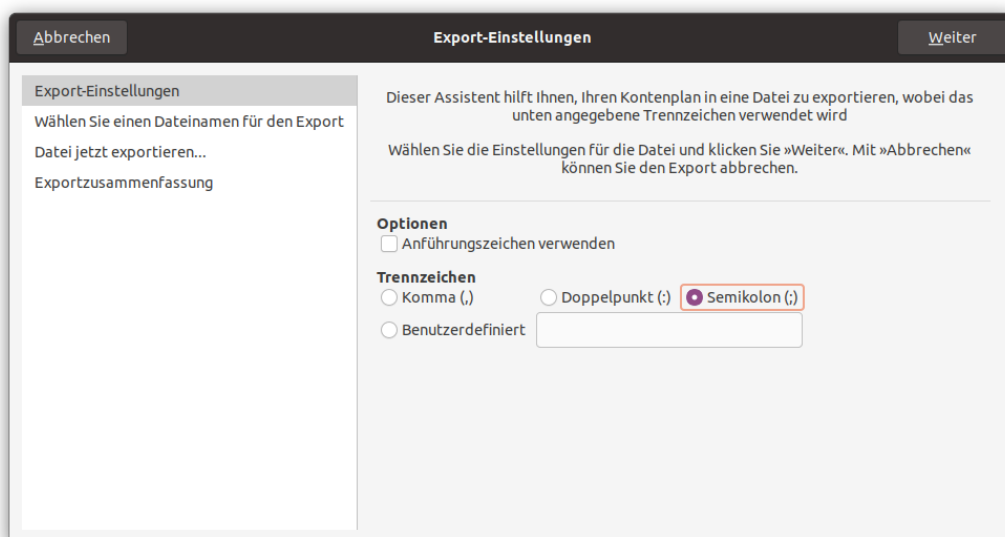 Abbrechen
Export-Einstellungen
Weiter
Export-Einstellungen
Wählen Sie einen Dateinamen für den Export
Datei jetzt exportieren...
Exportzusammenfassung
Dieser Assistent hilft Ihnen, Ihren Kontenplan in eine Datei zu exportieren, wobei das
unten angegebene Trennzeichen verwendet wird
Wählen Sie die Einstellungen für die Datei und klicken Sie »Weiter«. Mit »Abbrechen«
können Sie den Export abbrechen.
Optionen
Anführungszeichen verwenden
Trennzeichen
Komma (,)
Doppelpunkt (:)
Semikolon (;)
Benutzerdefiniert